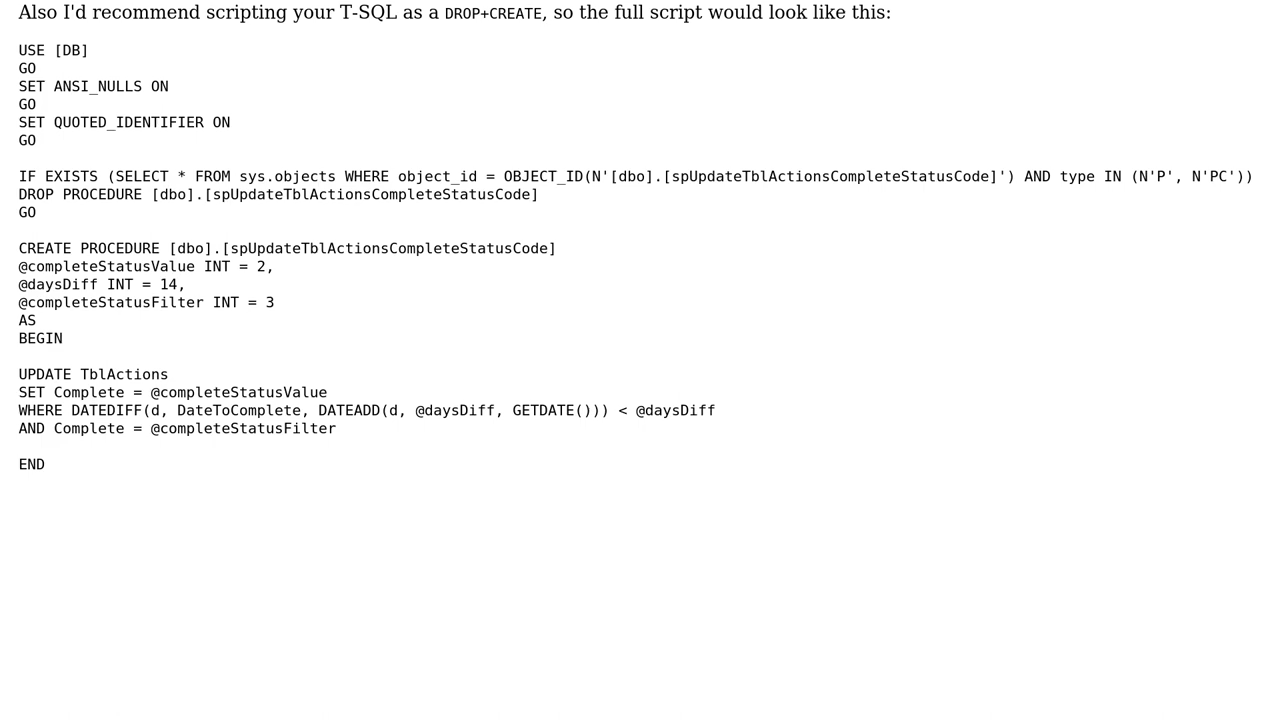 Also I'd recommend scripting your T-SQL as a DROP+CREATE, so the full script would look like this:
USE [DB]
GO
SET ANSI_NULLS ON
GO
SET QUOTED_IDENTIFIER ON
GO
IF EXISTS (SELECT * FROM sys.objects WHERE object_id = OBJECT_ID(N'[dbo].[spUpdateTblActionsCompleteStatusCode]') AND type IN (N'P', N'PC'))
DROP PROCEDURE [dbo].[spUpdateTblActionsCompleteStatusCode]
GO
CREATE PROCEDURE [dbo].[spUpdateTblActionsCompleteStatusCode]
@completeStatusValue INT = 2,
@daysDiff INT = 14,
@completeStatusFilter INT = 3
AS
BEGIN
UPDATE TblActions
SET Complete = @completeStatusValue
WHERE DATEDIFF(d, DateToComplete, DATEADD(d, @daysDiff, GETDATE())) < @daysDiff
AND Complete = @completeStatusFilter
END